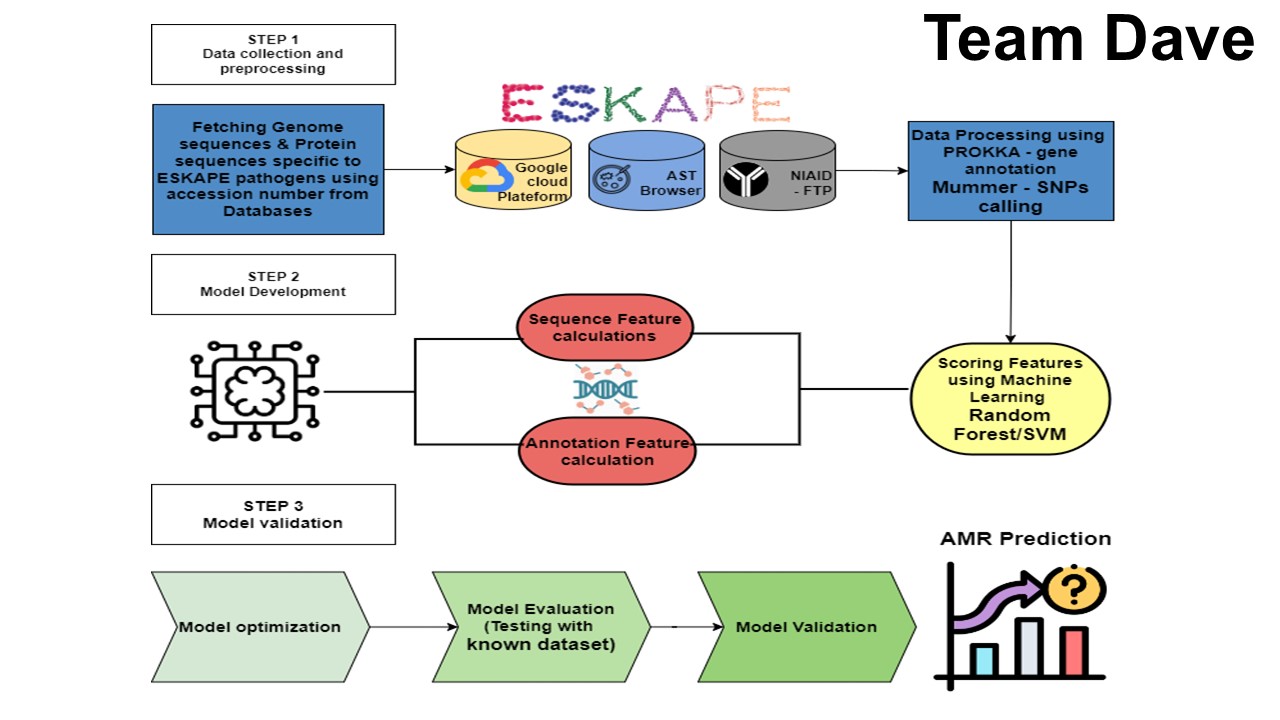 Team Dave
STEP 1
Data collection and
preprocessing
ESKAPE
Fetching Genome
sequences & Protein
sequences specific to
ESKAPE pathogens using
accession number from
Databases
Google
cloud
Plateform
AST
Browser
NIAID
- FTP
Data Processing using
PROKKA - gene
annotation
Mummer - SNPs
calling
STEP 2
Model Development
Sequence Feature
calculations
Annotation Feature
calculation
Scoring Features
using Machine
Learning
Random
Forest/SVM
STEP 3
Model validation
Model optimization
Model Evaluation
(Testing with
known dataset)
Model Validation
AMR Prediction
?